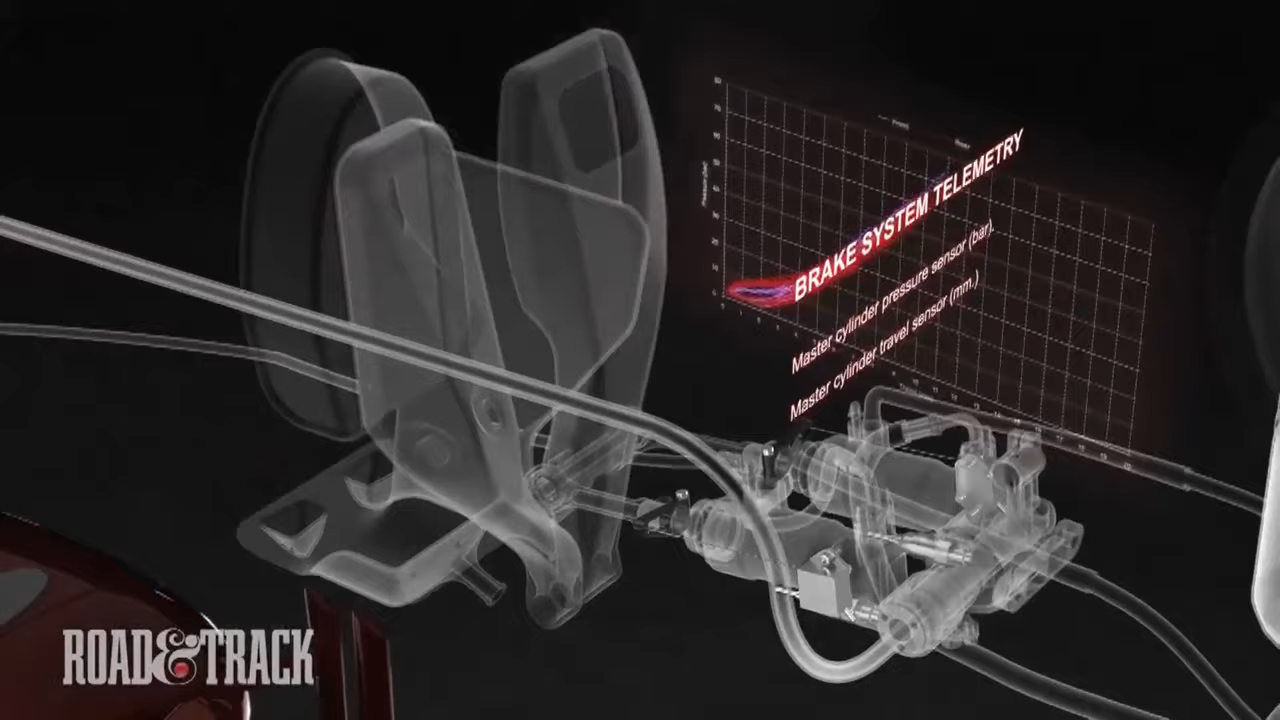 BRAKE SYSTEM TELEMETRY
Master cylinder pressure sensor (bar)
Master cylinder travel sensor (mm.)
ROAD&TRACK